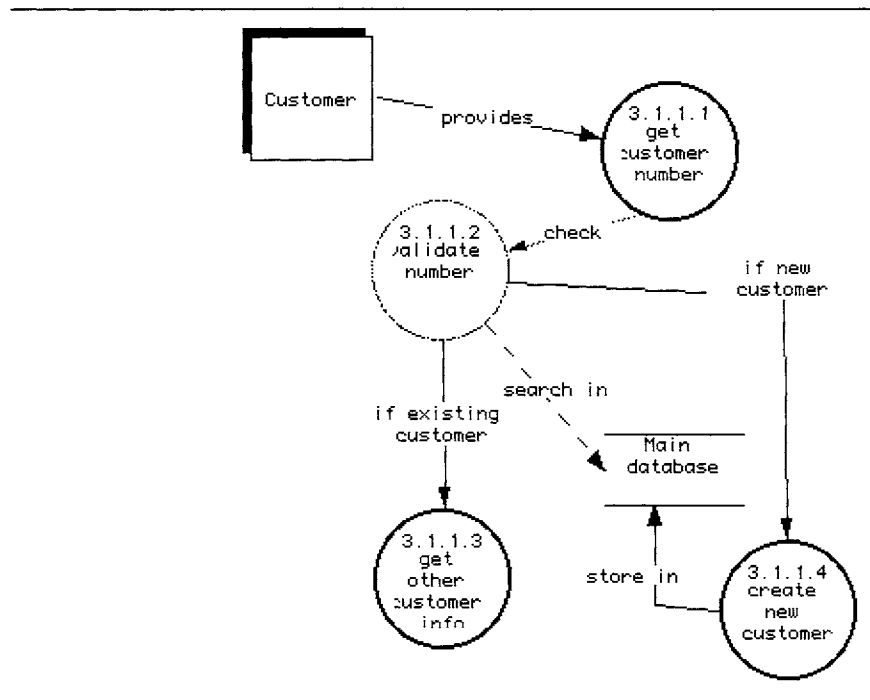 Customer
provides
3.1.1.1
get
customer
number
check
3.1.1.2
validate
number
if new
customer
search in
if existing
customer
Main
database
3.1.1.3
get
other
customer
info
store in
3.1.1.4
create
new
customer